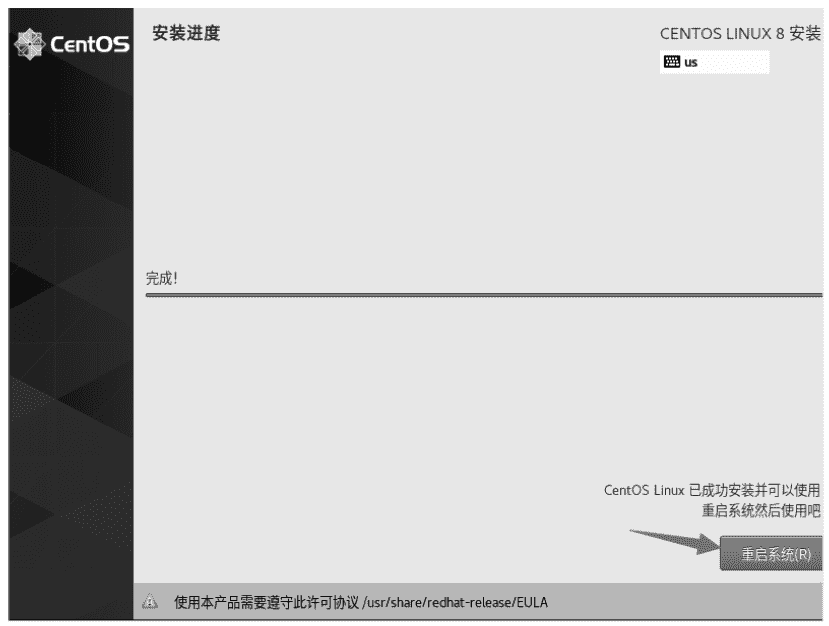 CentOS
安装进度
CENTOS LINUX 8 安装
us
完成!
CentOS Linux 已成功安装并可以使用
重启系统然后使用吧
重启系统(R)
使用本产品需要遵守此许可协议 /usr/share/redhat-release/EULA